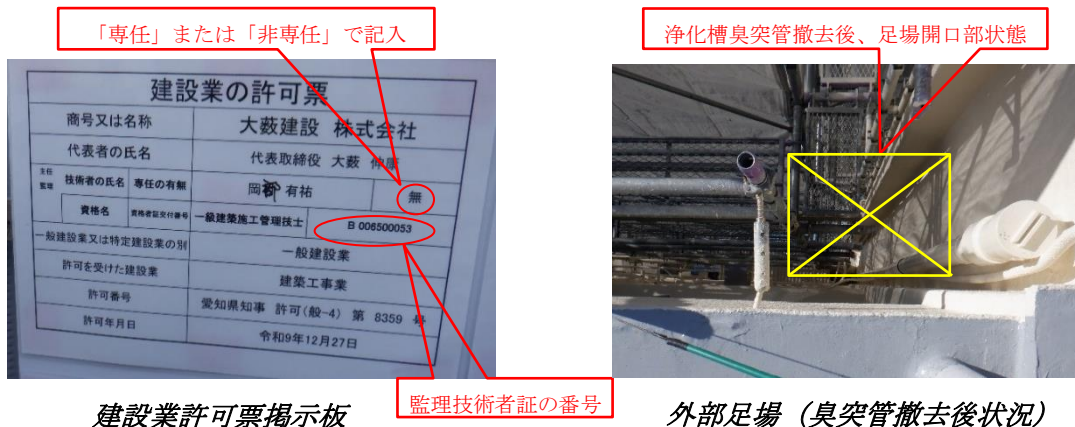 「専任」または「非専任」で記入
浄化槽臭突管撤去後、足場開口部状態
建設業の許可票
商号又は名称 大薮建設 株式会社
代表者の氏名 代表取締役 大薮
主任
監理
技術者の氏名 専任の有無 岡部 有祐 無
資格名 資格者証交付番号 一級建築施工管理技士 B 006500053
一般建設業又は特定建設業の別 一般建設業
許可を受けた建設業 建築工事業
許可番号 愛知県知事 許可(般-4) 第 8359 号
許可年月日 令和9年12月27日
監理技術者証の番号
建設業許可票掲示板
外部足場（臭突管撤去後状況）